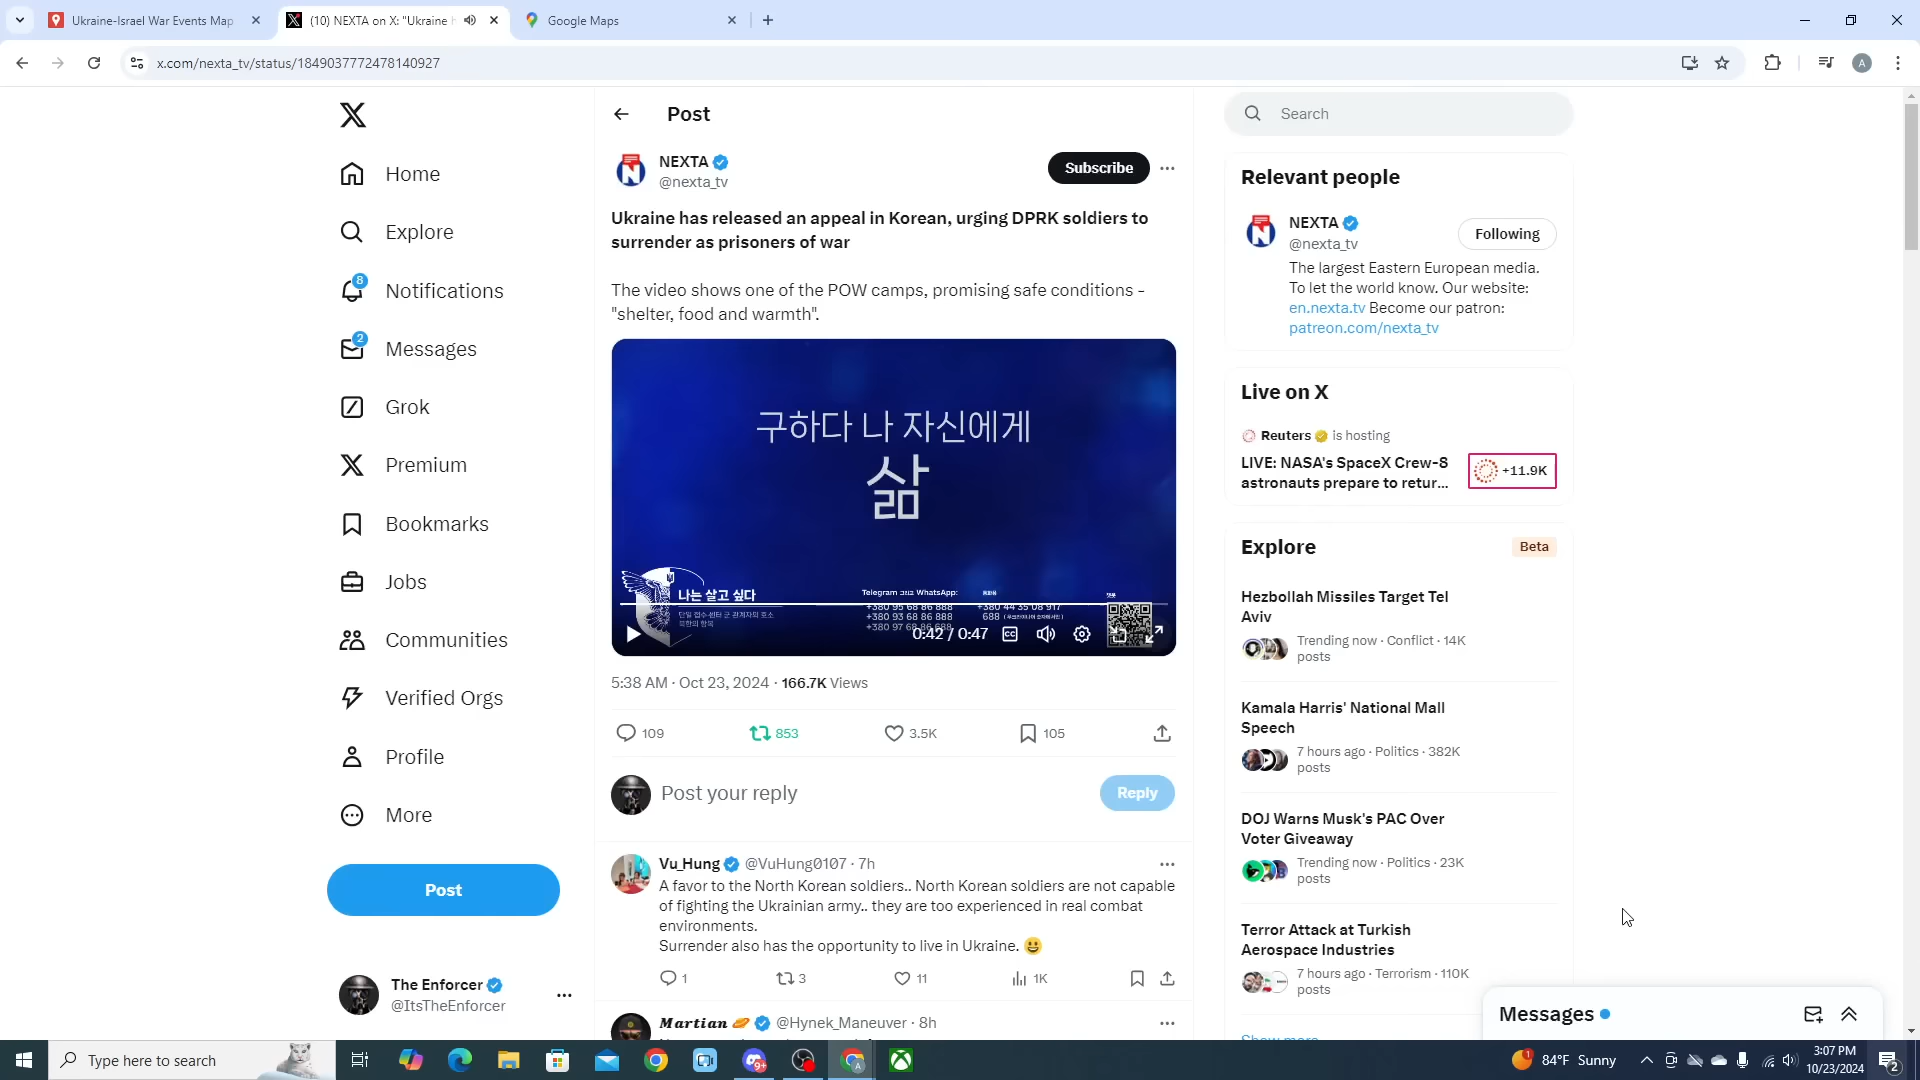 Ukraine-Israel War Events Map
(10) NEXTA on X: "Ukraine h
Google Maps
x.com/nexta_tv/status/1849037772478140927
A
Post
Search
Home
Explore
8
Notifications
2
Messages
Grok
Premium
Bookmarks
Jobs
Communities
Verified Orgs
Profile
More
Post
The Enforcer
@ItsTheEnforcer
NEXTA
@nexta_tv
Subscribe
Ukraine has released an appeal in Korean, urging DPRK soldiers to
surrender as prisoners of war
The video shows one of the POW camps, promising safe conditions -
"shelter, food and warmth".
구하다 나 자신에게
삶
나는 살고 싶다
0:42 / 0:47
5:38 AM · Oct 23, 2024 · 166.7K Views
109
853
3.5K
105
Post your reply
Reply
Vu_Hung @VuHung0107 · 7h
A favor to the North Korean soldiers.. North Korean soldiers are not capable
of fighting the Ukrainian army.. they are too experienced in real combat
environments.
Surrender also has the opportunity to live in Ukraine. 😀
1
3
11
1K
Martian @Hynek_Maneuver · 8h
Relevant people
NEXTA
@nexta_tv
Following
The largest Eastern European media.
To let the world know. Our website:
en.nexta.tv Become our patron:
patreon.com/nexta_tv
Live on X
Reuters is hosting
LIVE: NASA's SpaceX Crew-8
astronauts prepare to retur...
+11.9K
Explore
Beta
Hezbollah Missiles Target Tel
Aviv
Trending now · Conflict · 14K
posts
Kamala Harris' National Mall
Speech
7 hours ago · Politics · 382K
posts
DOJ Warns Musk's PAC Over
Voter Giveaway
Trending now · Politics · 23K
posts
Terror Attack at Turkish
Aerospace Industries
7 hours ago · Terrorism · 110K
posts
Show more
Messages
Type here to search
9+
1
84°F Sunny
3:07 PM
10/23/2024
2